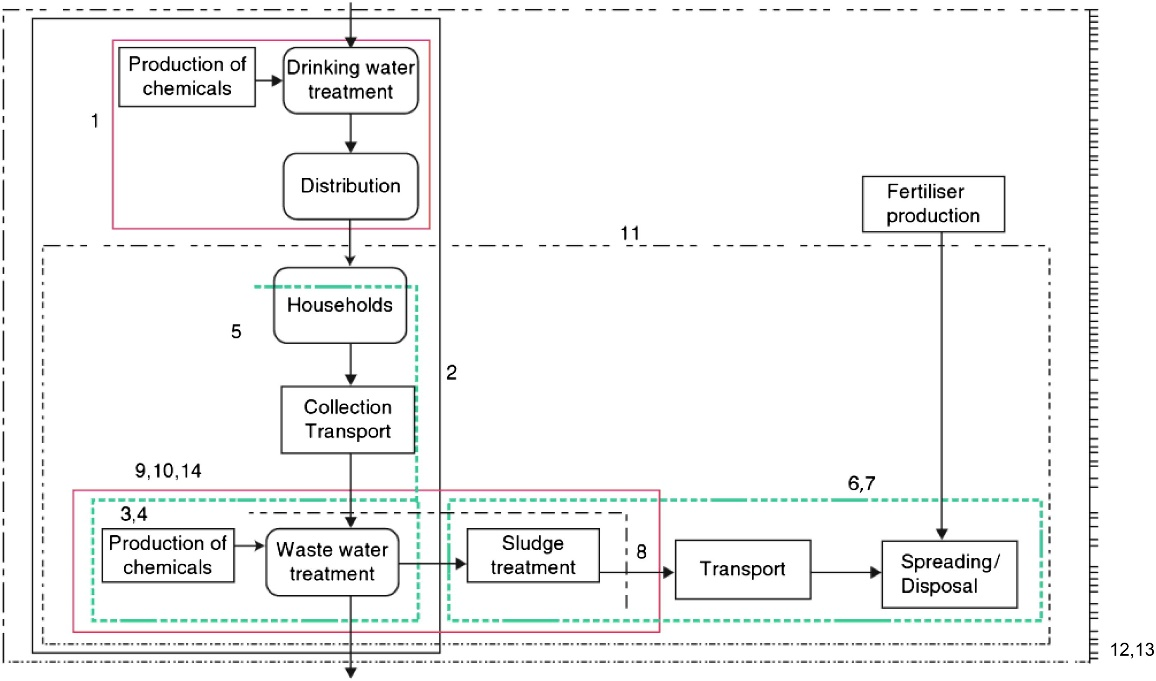 Production of
chemicals
Drinking water
treatment
1
Distribution
Fertiliser
production
11
Households
5
2
Collection
Transport
9,10,14
6,7
3,4
Production of
chemicals
Waste water
treatment
Sludge
treatment
8
Transport
Spreading/
Disposal
12,13